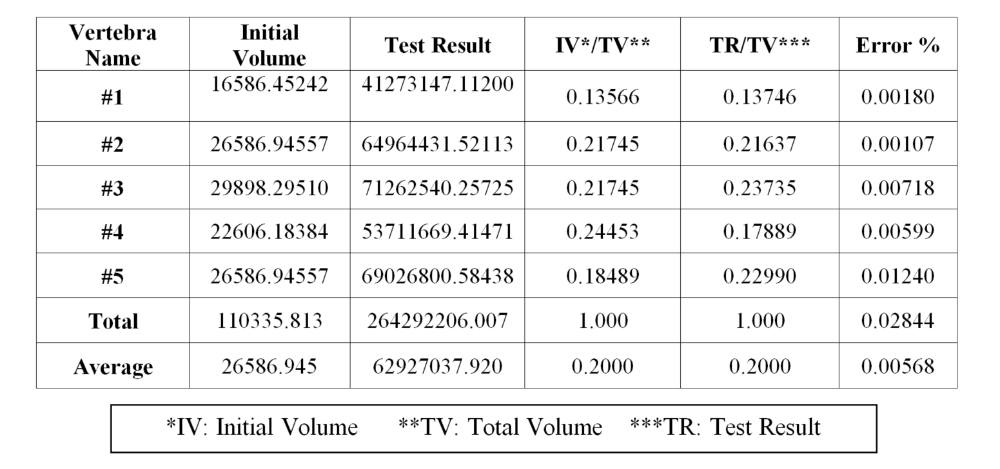 Vertebra Name Initial Volume Test Result IV*/TV** TR/TV*** Error %
#1 16586.45242 41273147.11200 0.13566 0.13746 0.00180
#2 26586.94557 64964431.52113 0.21745 0.21637 0.00107
#3 29898.29510 71262540.25725 0.21745 0.23735 0.00718
#4 22606.18384 53711669.41471 0.24453 0.17889 0.00599
#5 26586.94557 69026800.58438 0.18489 0.22990 0.01240
Total 110335.813 264292206.007 1.000 1.000 0.02844
Average 26586.945 62927037.920 0.2000 0.2000 0.00568
*IV: Initial Volume **TV: Total Volume ***TR: Test Result